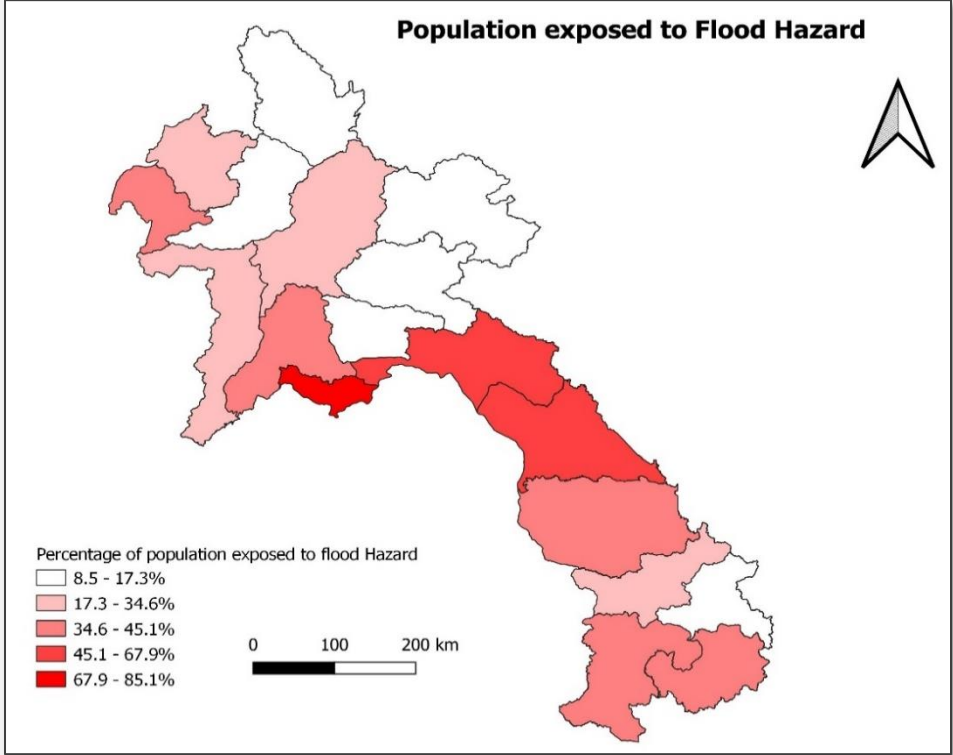 Population exposed to Flood Hazard
Percentage of population exposed to flood Hazard
8.5 - 17.3%
17.3 - 34.6%
34.6 - 45.1%
45.1 - 67.9%
67.9 - 85.1%
0 100 200 km